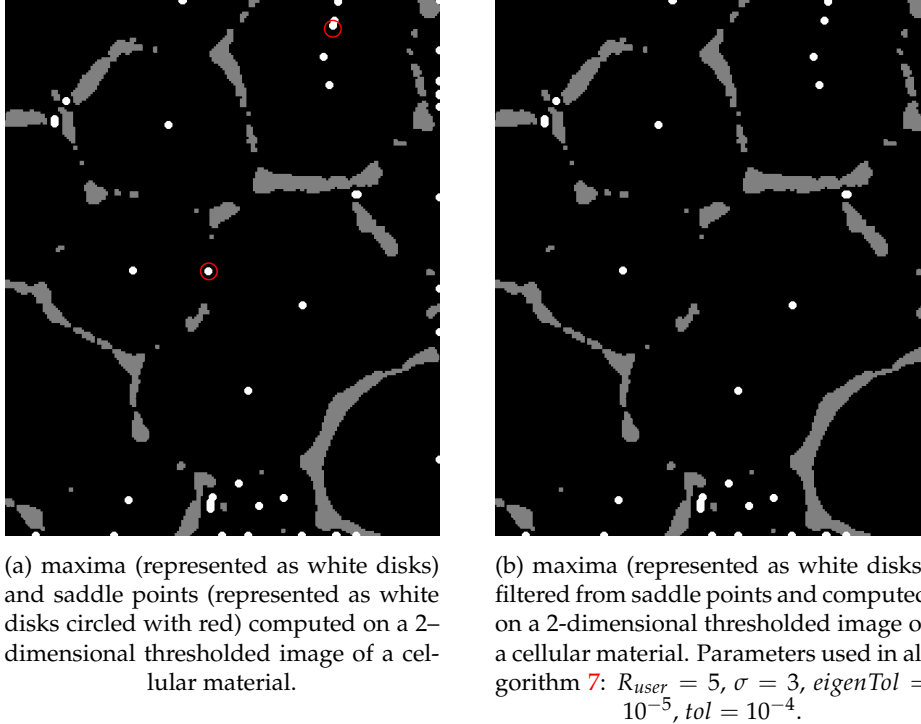 (a) maxima (represented as white disks)
and saddle points (represented as white
disks circled with red) computed on a 2–
dimensional thresholded image of a cel-
lular material.
(b) maxima (represented as white disks
filtered from saddle points and computed
on a 2-dimensional thresholded image o
a cellular material. Parameters used in al
gorithm 7: R_user = 5, σ = 3, eigenTol =
10⁻⁵, tol = 10⁻⁴.